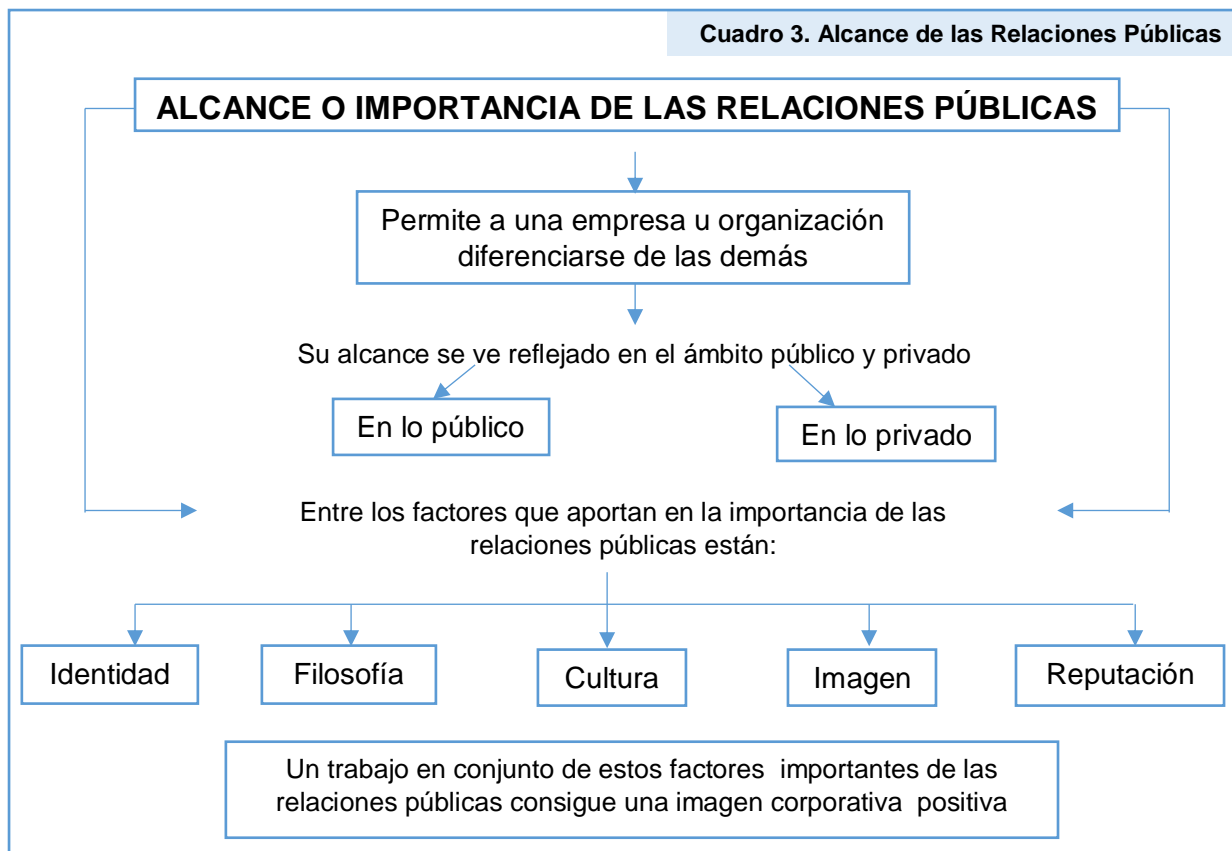 Cuadro 3. Alcance de las Relaciones Públicas
ALCANCE O IMPORTANCIA DE LAS RELACIONES PÚBLICAS
Permite a una empresa u organización
diferenciarse de las demás
Su alcance se ve reflejado en el ámbito público y privado
En lo público
En lo privado
Entre los factores que aportan en la importancia de las
relaciones públicas están:
Identidad
Filosofía
Cultura
Imagen
Reputación
Un trabajo en conjunto de estos factores importantes de las
relaciones públicas consigue una imagen corporativa positiva